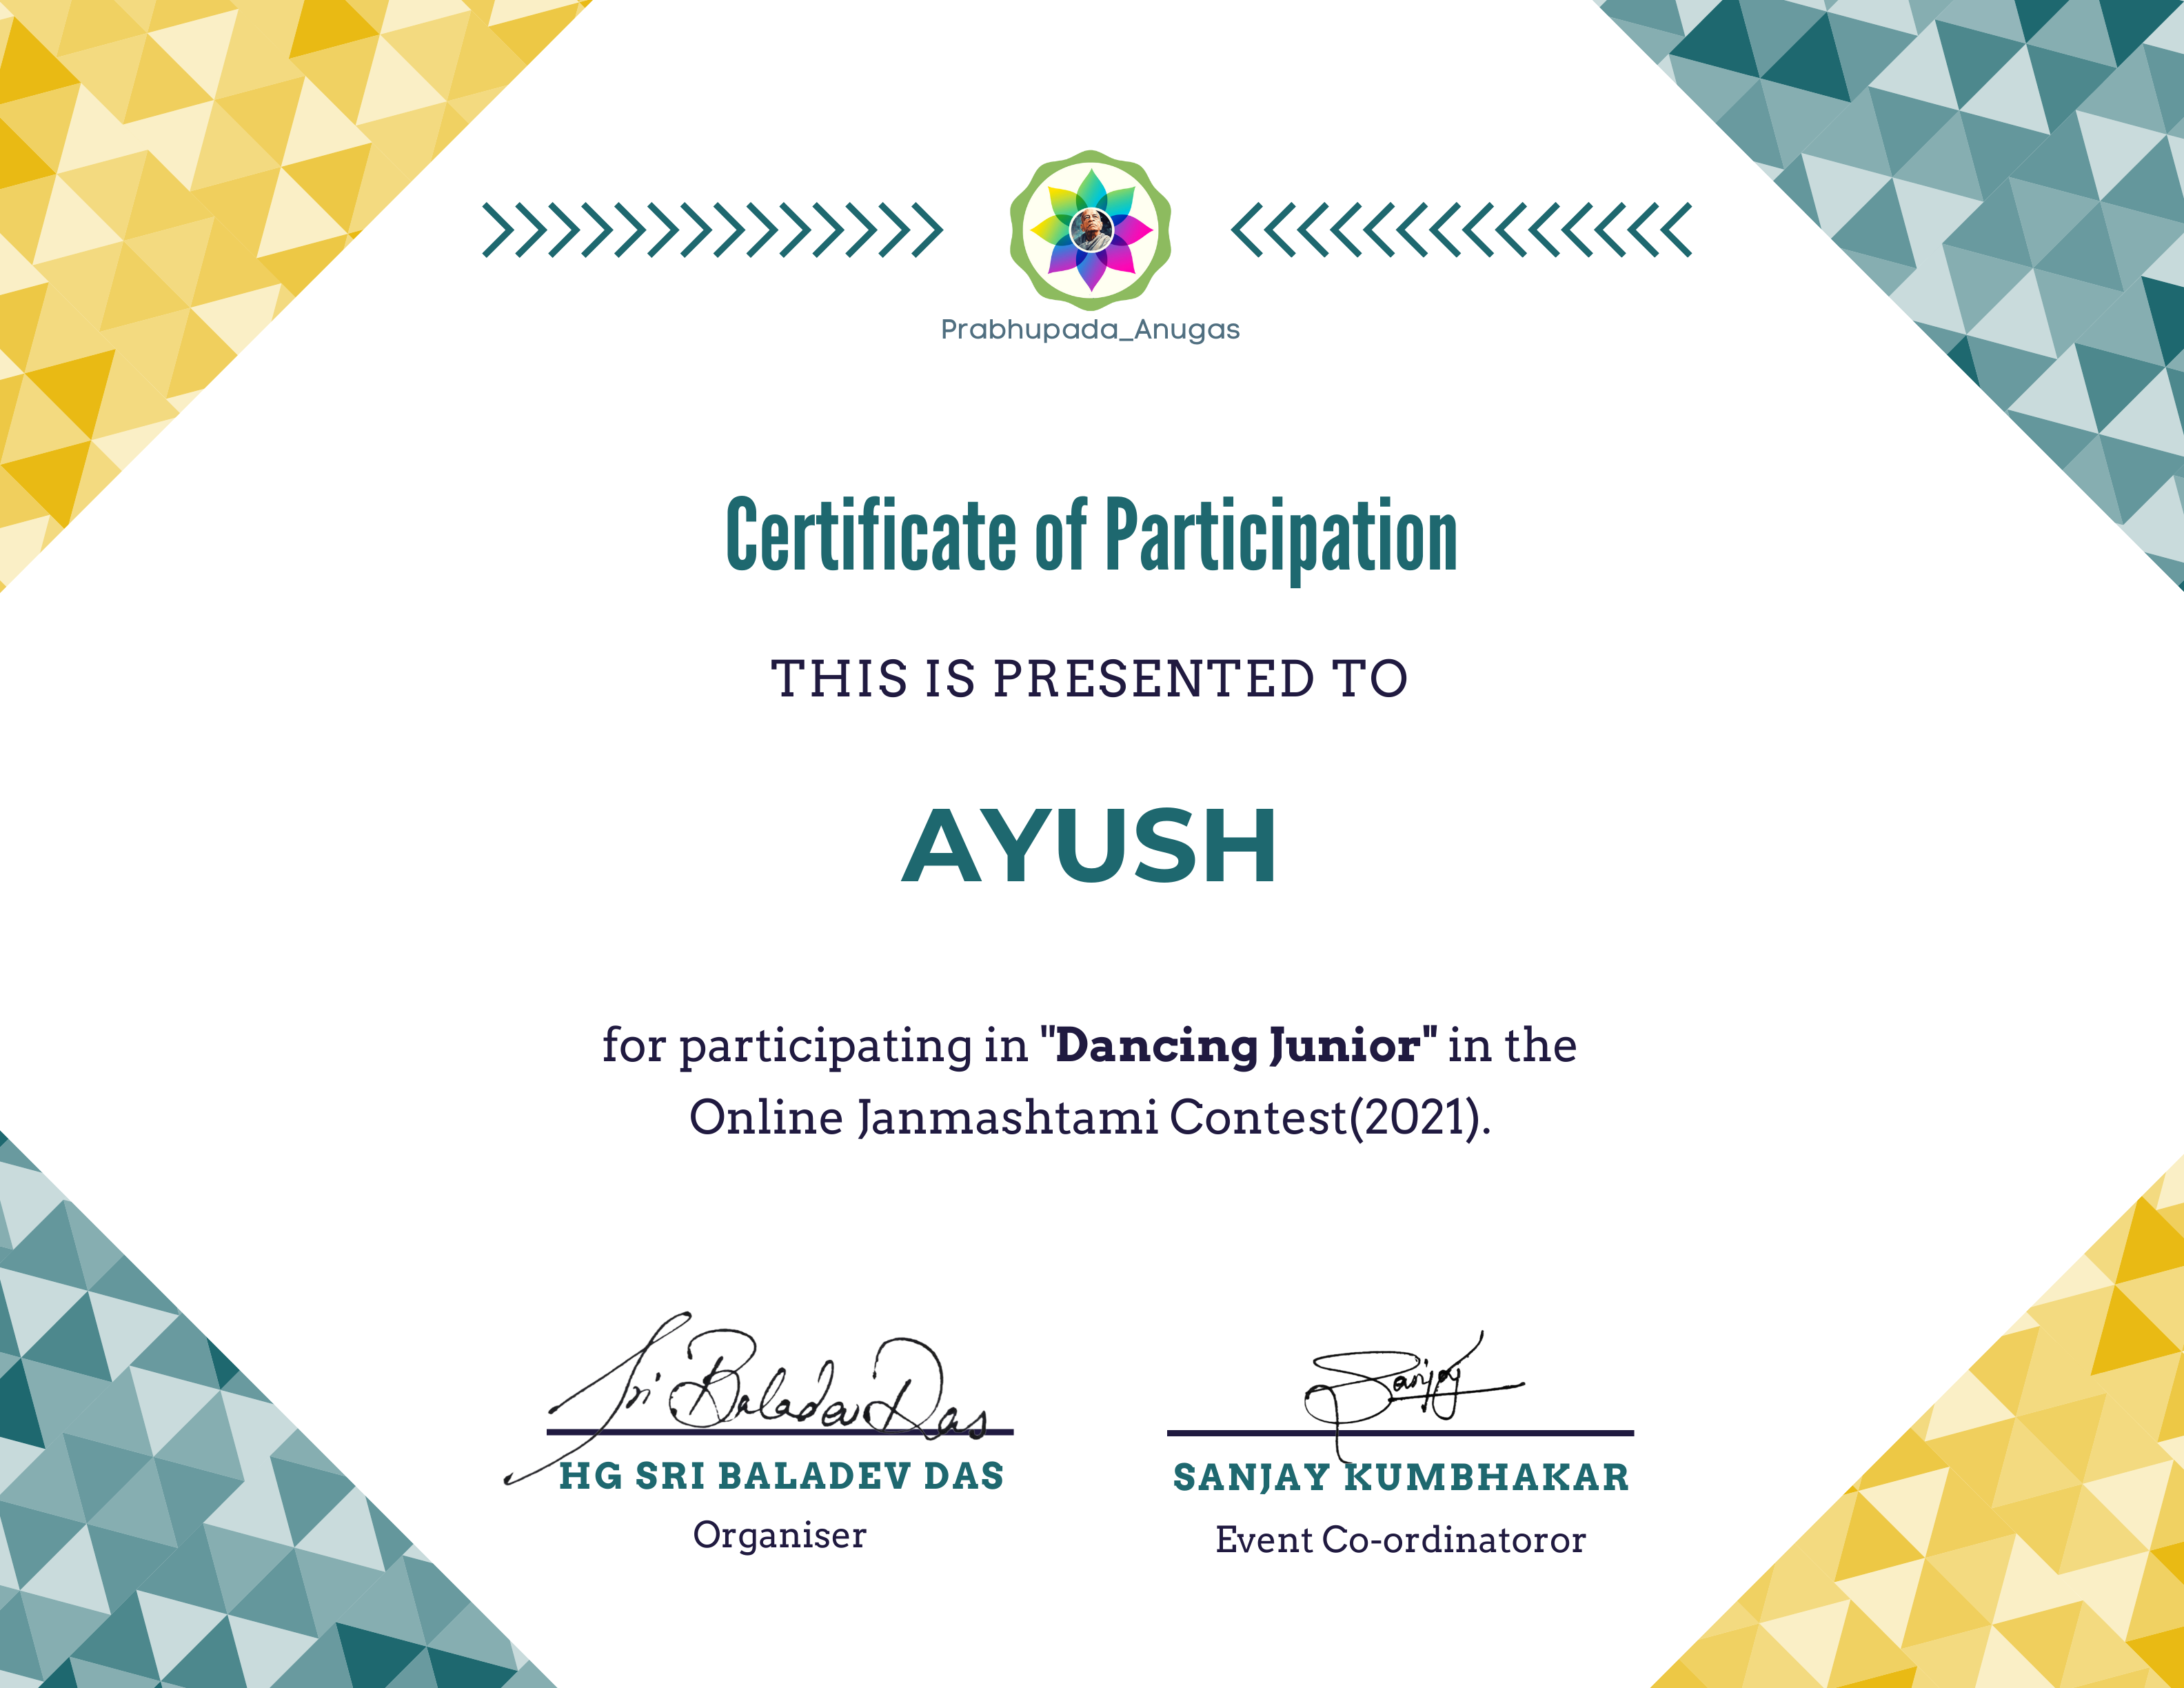 Prabhupada_Anugas
Certificate of Participation
THIS IS PRESENTED TO
AYUSH
for participating in "Dancing Junior" in the
Online Janmashtami Contest(2021).
Sri Baladev Das
HG SRI BALADEV DAS
Organiser
Sanjay
SANJAY KUMBHAKAR
Event Co-ordinatoror